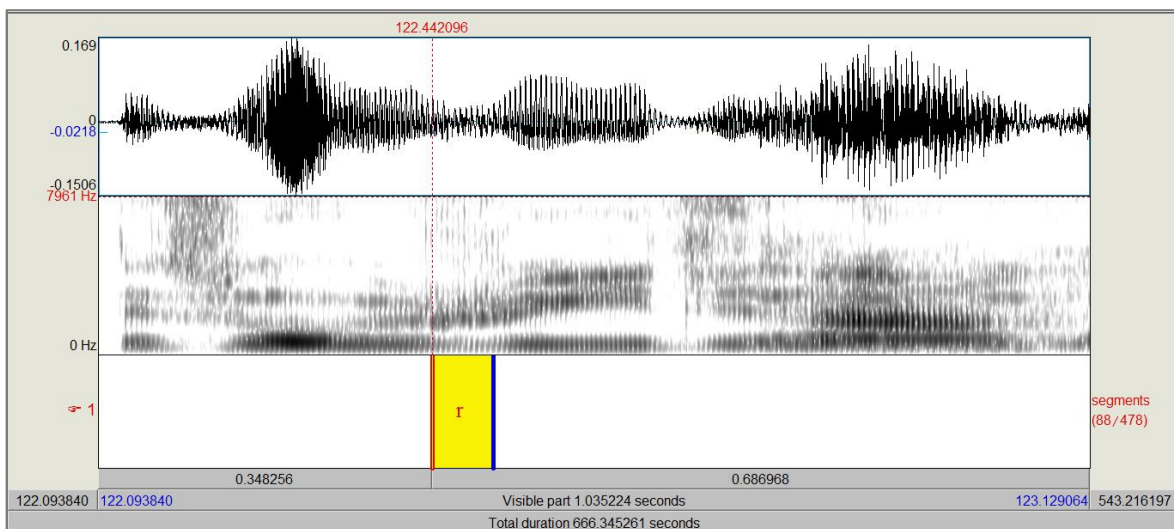 122.442096
0.169
0
-0.0218
-0.1506
7961 Hz
0 Hz
☞ 1
r
segments
(88/478)
0.348256 0.686968
122.093840 122.093840 Visible part 1.035224 seconds 123.129064 543.216197
Total duration 666.345261 seconds